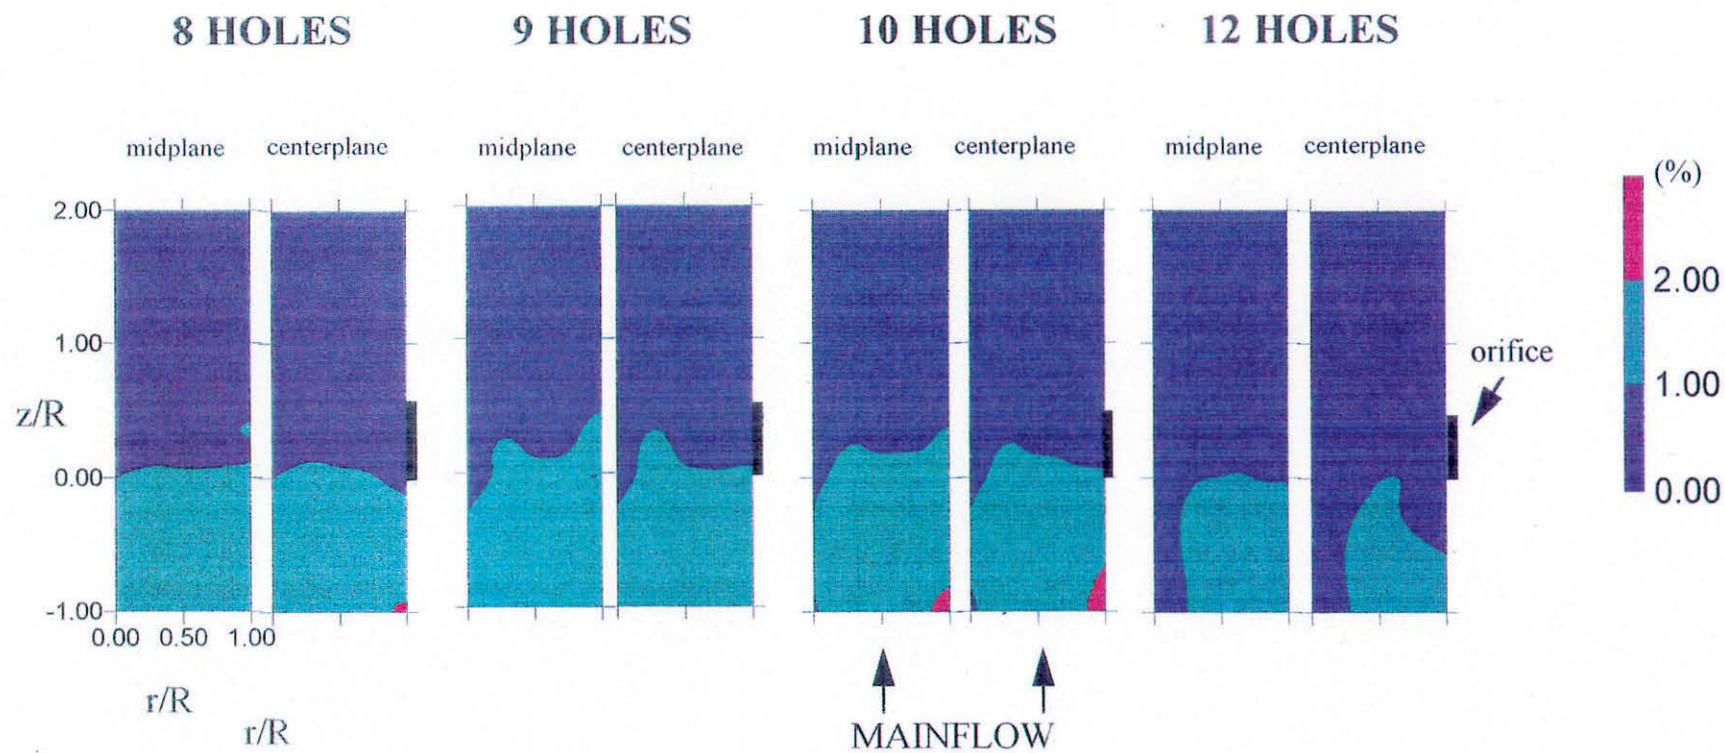 8 HOLES 9 HOLES 10 HOLES 12 HOLES
midplane centerplane midplane centerplane midplane centerplane midplane centerplane
(%)
2.00
2.00
1.00
orifice
1.00
z/R
0.00
0.00
-1.00
0.00 0.50 1.00
r/R
r/R
MAINFLOW